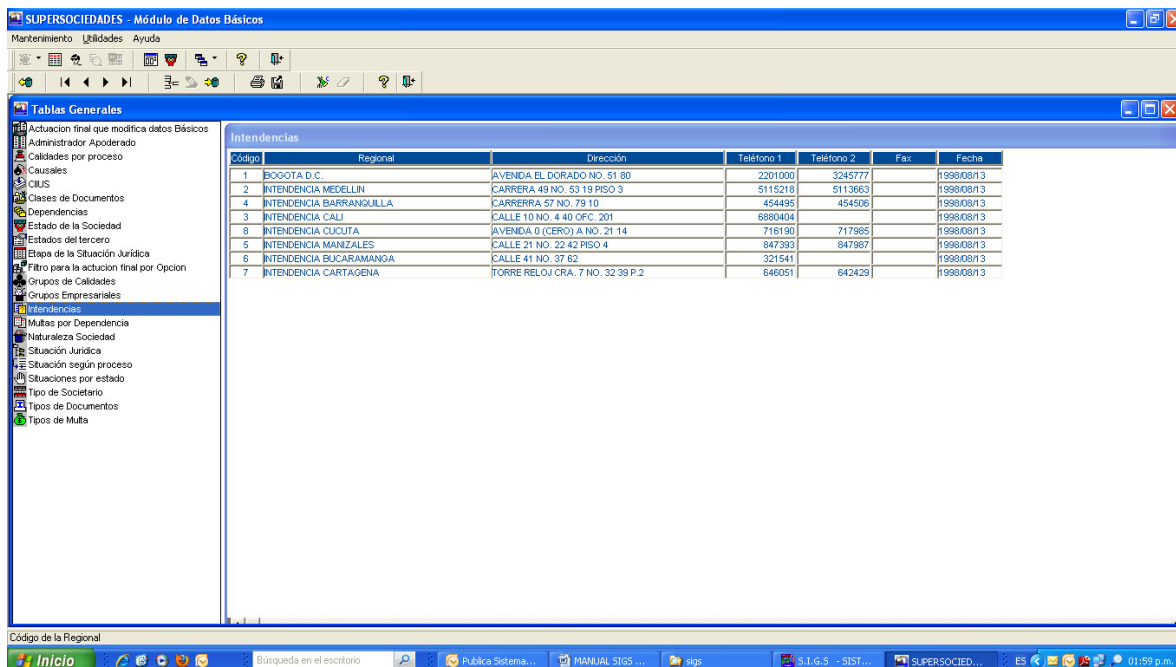 SUPERSOCIEDADES - Módulo de Datos Básicos
Mantenimiento Utilidades Ayuda
Tablas Generales
Actuacion final que modifica datos Básicos
Administrador Apoderado
Calidades por proceso
Causales
CIIUS
Clases de Documentos
Dependencias
Estado de la Sociedad
Estados del tercero
Etapa de la Situación Jurídica
Filtro para la actucion final por Opcion
Grupos de Calidades
Grupos Empresariales
Intendencias
Multas por Dependencia
Naturaleza Sociedad
Situación Juridica
Situación según proceso
Situaciones por estado
Tipo de Societario
Tipos de Documentos
Tipos de Multa
Intendencias
Código Regional Dirección Teléfono 1 Teléfono 2 Fax Fecha
1 BOGOTA D.C. AVENIDA EL DORADO NO. 51 80 2201000 3245777 1998/08/13
2 INTENDENCIA MEDELLIN CARRERA 49 NO. 53 19 PISO 3 5115218 5113663 1998/08/13
4 INTENDENCIA BARRANQUILLA CARRERRA 57 NO. 79 10 454495 454506 1998/08/13
3 INTENDENCIA CALI CALLE 10 NO. 4 40 OFC. 201 6880404 1998/08/13
8 INTENDENCIA CUCUTA AVENIDA 0 (CERO) A NO. 21 14 716190 717985 1998/08/13
5 INTENDENCIA MANIZALES CALLE 21 NO. 22 42 PISO 4 847393 847987 1998/08/13
6 INTENDENCIA BUCARAMANGA CALLE 41 NO. 37 62 321541 1998/08/13
7 INTENDENCIA CARTAGENA TORRE RELOJ CRA. 7 NO. 32 39 P.2 646051 642429 1998/08/13
Código de la Regional
Inicio Búsqueda en el escritorio Publica Sistema... MANUAL SIGS ... sigs S.I.G.S - SIST... SUPERSOCIED... ES 01:59 p.m.